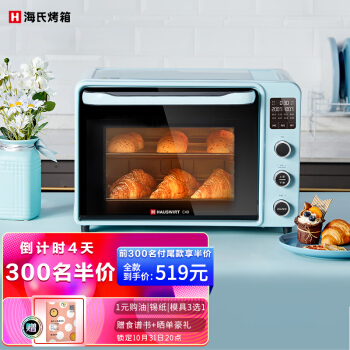 H 海氏烤箱
HAUSWIRT C40
倒计时4天
300名半价
前300名付尾款享半价
全款到手价:519元
1元购油|锡纸|模具3选1
赠食谱书+晒单豪礼
锁定10月31日20点
赠